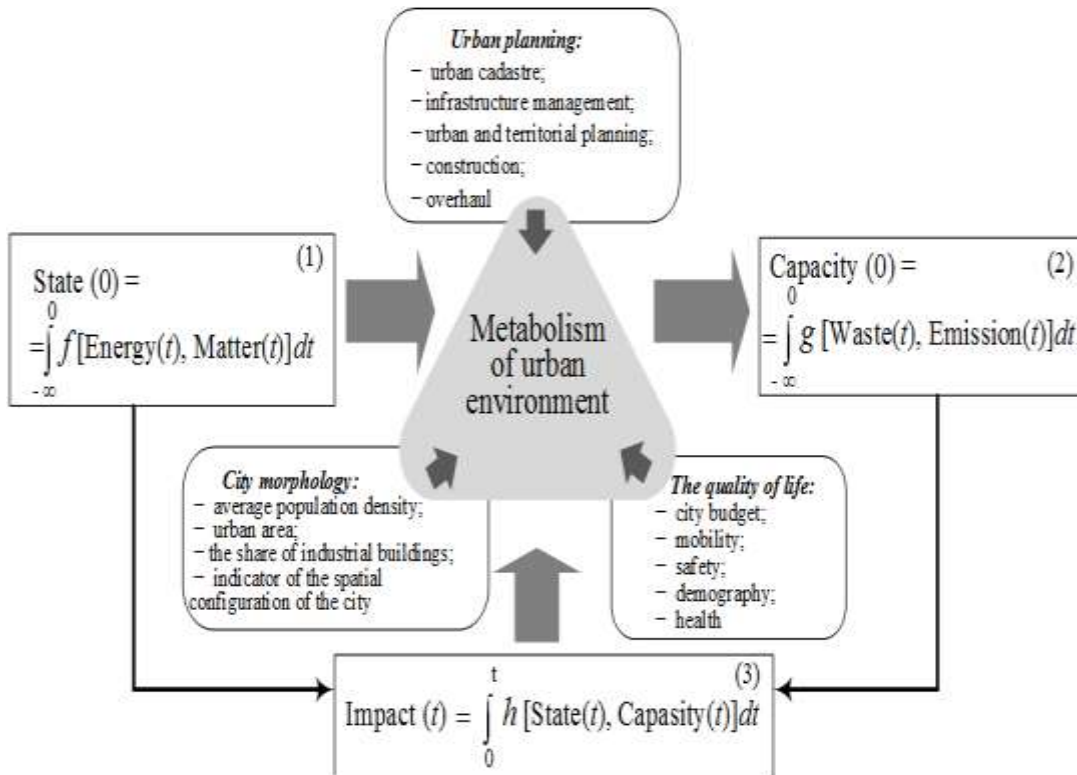 Urban planning:
− urban cadastre;
− infrastructure management;
− urban and territorial planning;
− construction;
− overhaul
(1)
State (0) =
0
=∫ f [Energy(t), Matter(t)]dt
- ∞
Metabolism
of urban
environment
(2)
Capacity (0) =
0
=∫ g [Waste(t), Emission(t)]dt
- ∞
City morphology:
− average population density;
− urban area;
− the share of industrial buildings;
− indicator of the spatial
configuration of the city
The quality of life:
− city budget;
− mobility;
− safety;
− demography;
− health
(3)
t
Impact (t) = ∫ h [State(t), Capasity(t)]dt
0